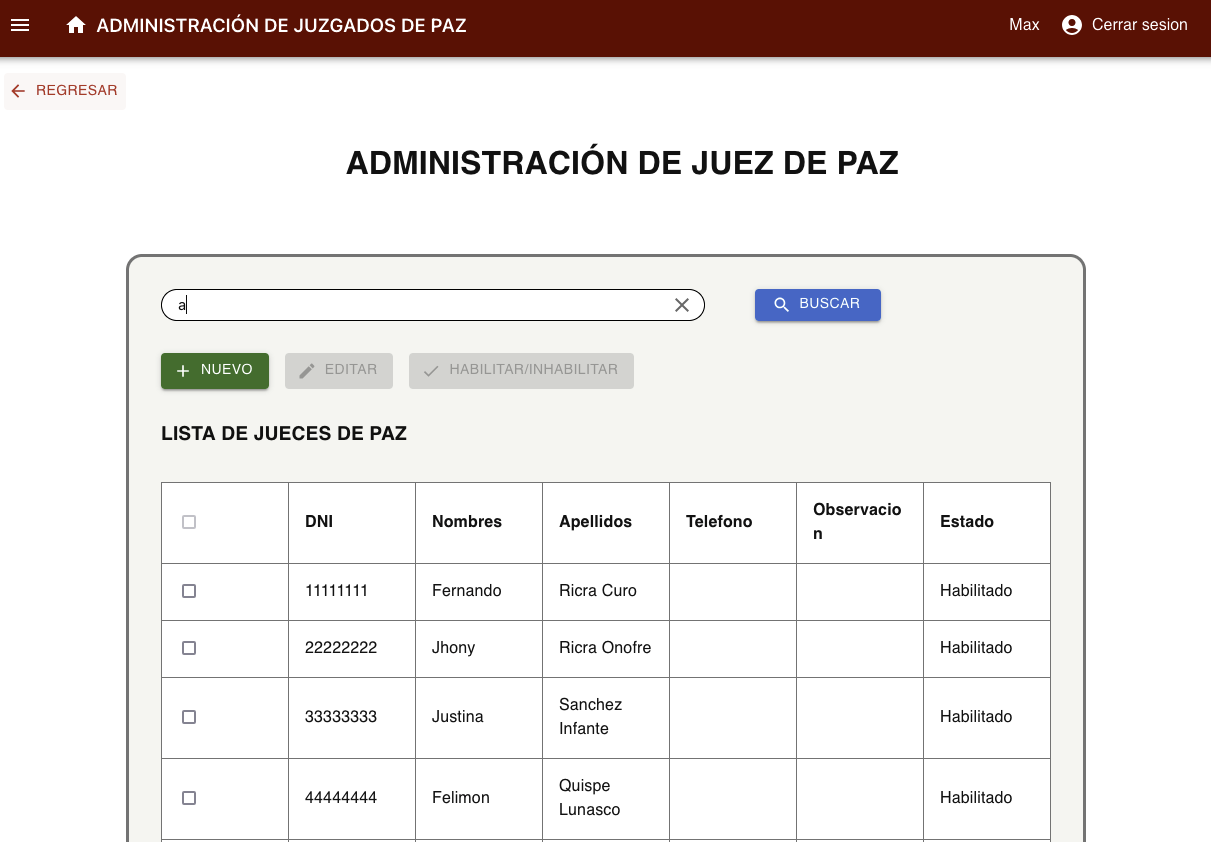 ADMINISTRACIÓN DE JUZGADOS DE PAZ
Max
Cerrar sesion
REGRESAR
ADMINISTRACIÓN DE JUEZ DE PAZ
a
BUSCAR
NUEVO
EDITAR
HABILITAR/INHABILITAR
LISTA DE JUECES DE PAZ
DNI Nombres Apellidos Telefono Observacio
n Estado
11111111 Fernando Ricra Curo Habilitado
22222222 Jhony Ricra Onofre Habilitado
33333333 Justina Sanchez
Infante Habilitado
44444444 Felimon Quispe
Lunasco Habilitado